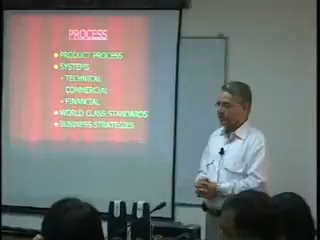 PROCESS
PRODUCT PROCESS
SYSTEMS
- TECHNICAL
COMMERCIAL
- FINANCIAL
WORLD CLASS STANDARDS
BUSINESS STRATEGIES